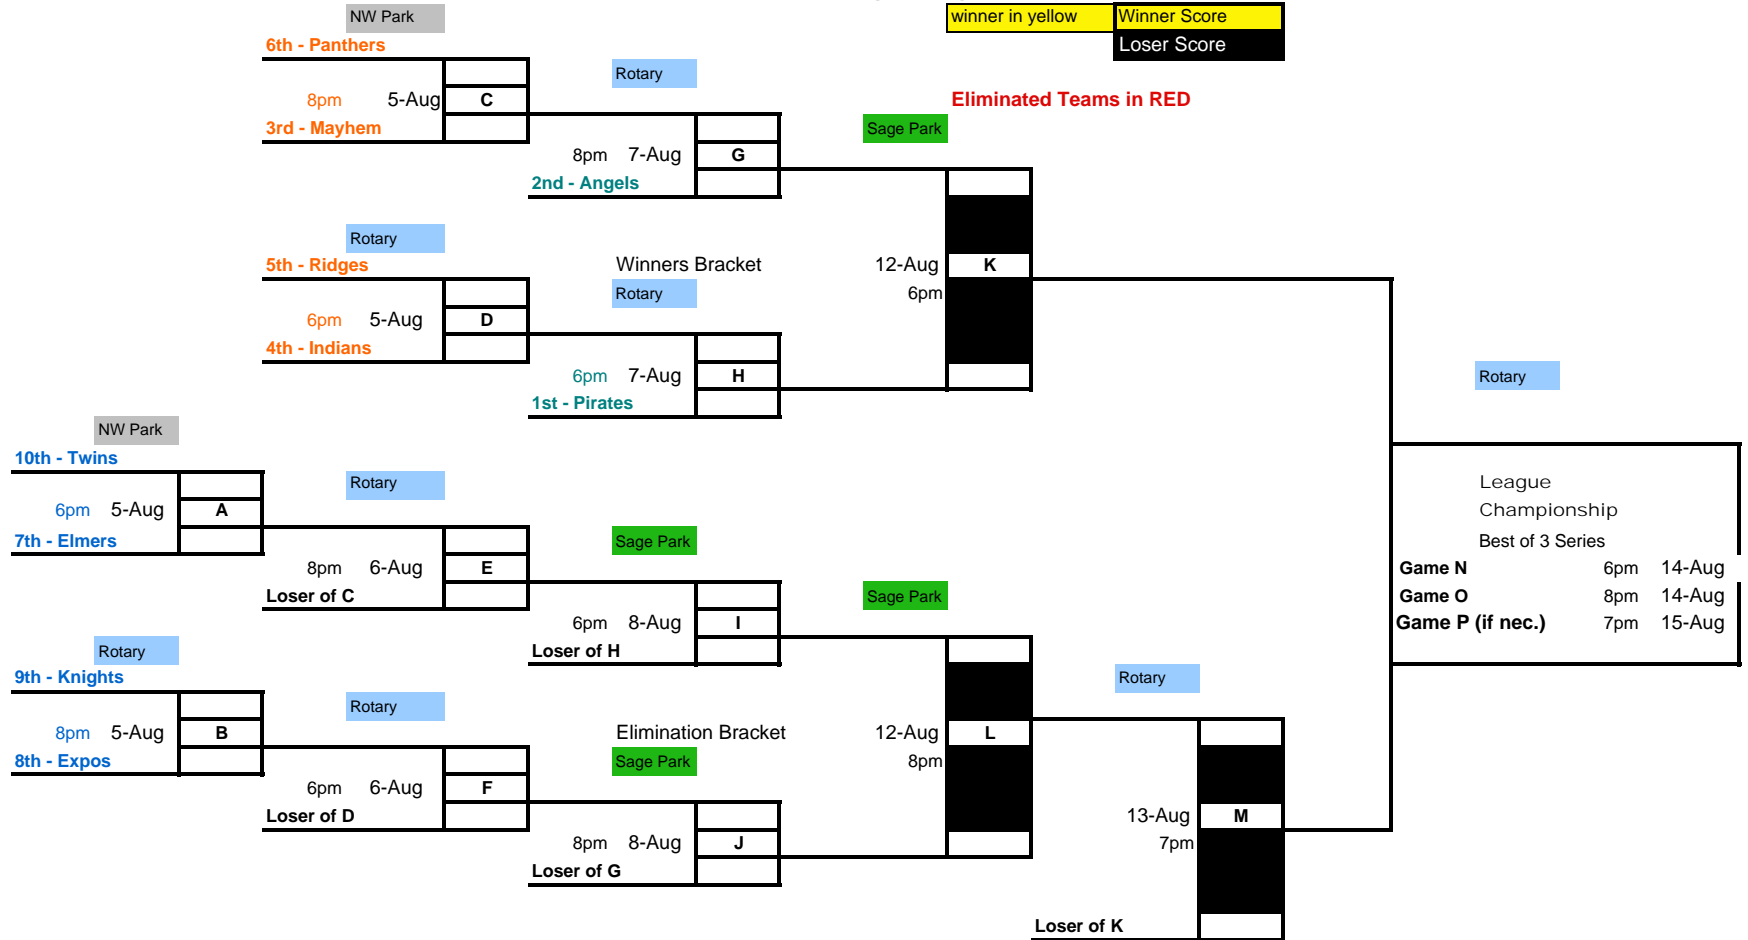 NW Park
winner in yellow Winner Score
6th - Panthers
Loser Score
Rotary
8pm 5-Aug C
Eliminated Teams in RED
3rd - Mayhem
Sage Park
8pm 7-Aug G
2nd - Angels
Rotary
5th - Ridges
Winners Bracket
12-Aug K
Rotary
6pm
6pm 5-Aug D
4th - Indians
6pm 7-Aug H
Rotary
1st - Pirates
NW Park
10th - Twins
Rotary
League
6pm 5-Aug A
Championship
7th - Elmers
Sage Park
Best of 3 Series
8pm 6-Aug E
Game N 6pm 14-Aug
Loser of C
Sage Park
Game O 8pm 14-Aug
6pm 8-Aug I
Game P (if nec.) 7pm 15-Aug
Rotary
Loser of H
9th - Knights
Rotary
Rotary
8pm 5-Aug B
Elimination Bracket
12-Aug L
8th - Expos
Sage Park
8pm
6pm 6-Aug F
Loser of D
13-Aug M
8pm 8-Aug J
7pm
Loser of G
Loser of K